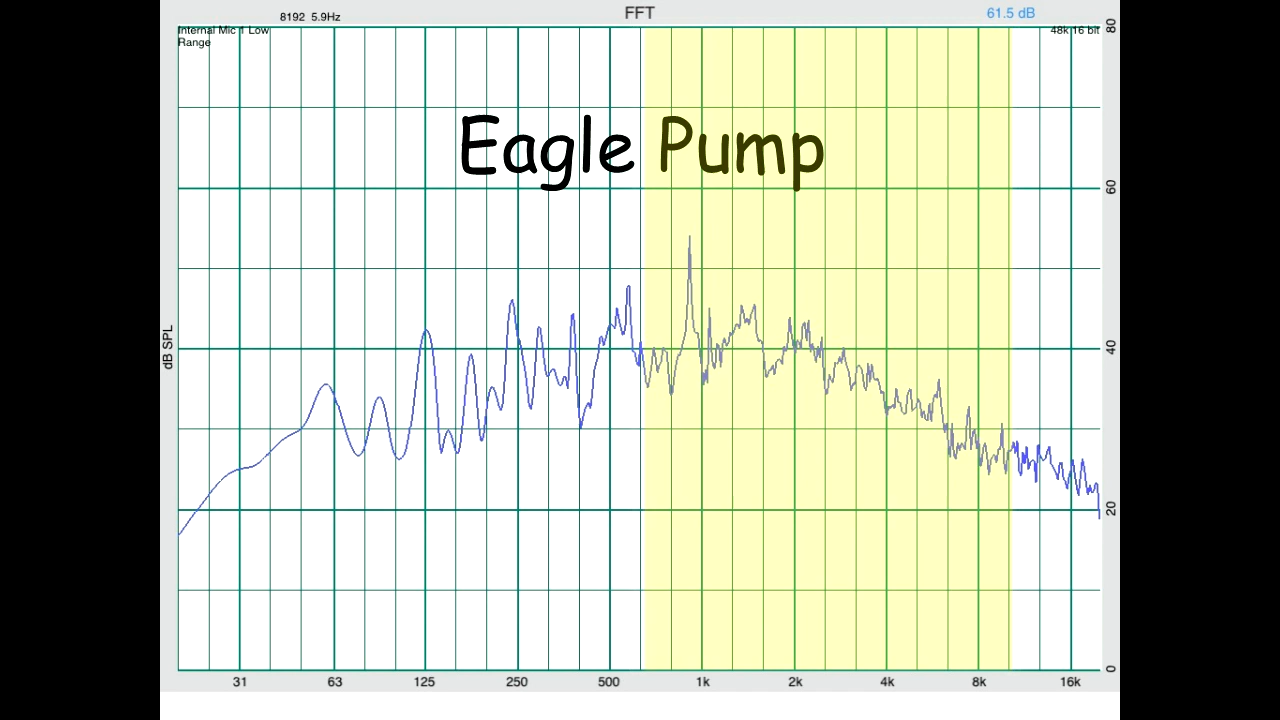 FFT
8192 5.9Hz
61.5 dB
Internal Mic 1 Low
Range
48k 16 bit
80
Eagle Pump
60
dB SPL
40
20
0
31 63 125 250 500 1k 2k 4k 8k 16k